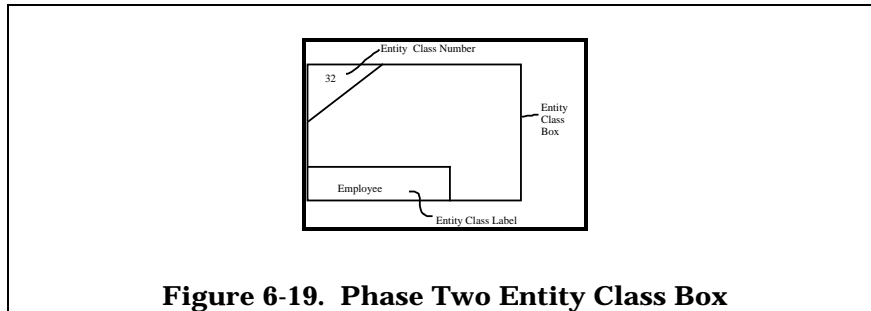 Entity Class Number
32
Entity
Class
Box
Employee
Entity Class Label
Figure 6-19. Phase Two Entity Class Box